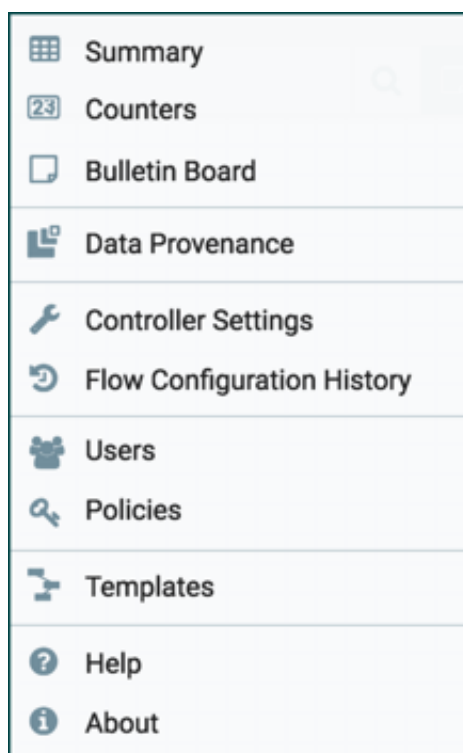 Summary
23 Counters
Bulletin Board
Data Provenance
Controller Settings
Flow Configuration History
Users
Policies
Templates
Help
About